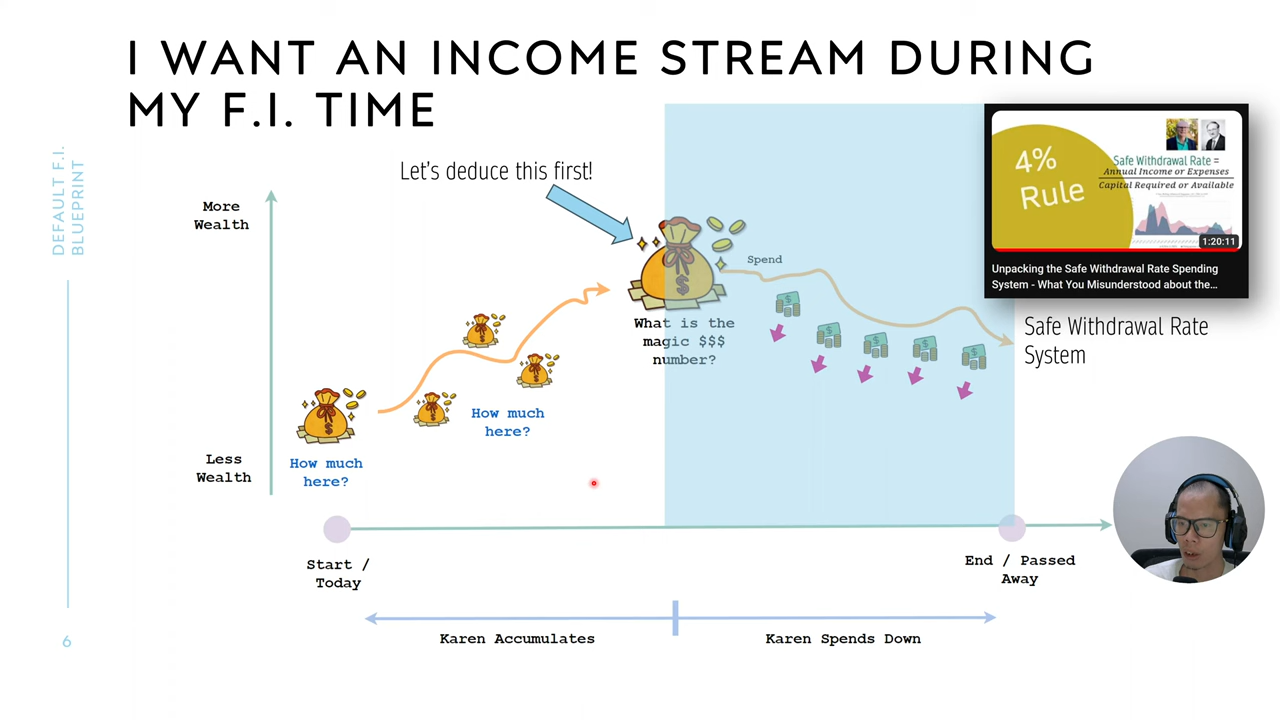 I WANT AN INCOME STREAM DURING
MY F.I. TIME
DEFAULT F.I.
BLUEPRINT
Let's deduce this first!
More
Wealth
Less
Wealth
How much
here?
How much
here?
What is the
magic $$$
number?
Spend
4%
Rule
Safe Withdrawal Rate =
Annual Income or Expenses
Capital Required or Available
1:20:11
Unpacking the Safe Withdrawal Rate Spending
System - What You Misunderstood about the...
Safe Withdrawal Rate
System
Start /
Today
End / Passed
Away
Karen Accumulates
Karen Spends Down
6